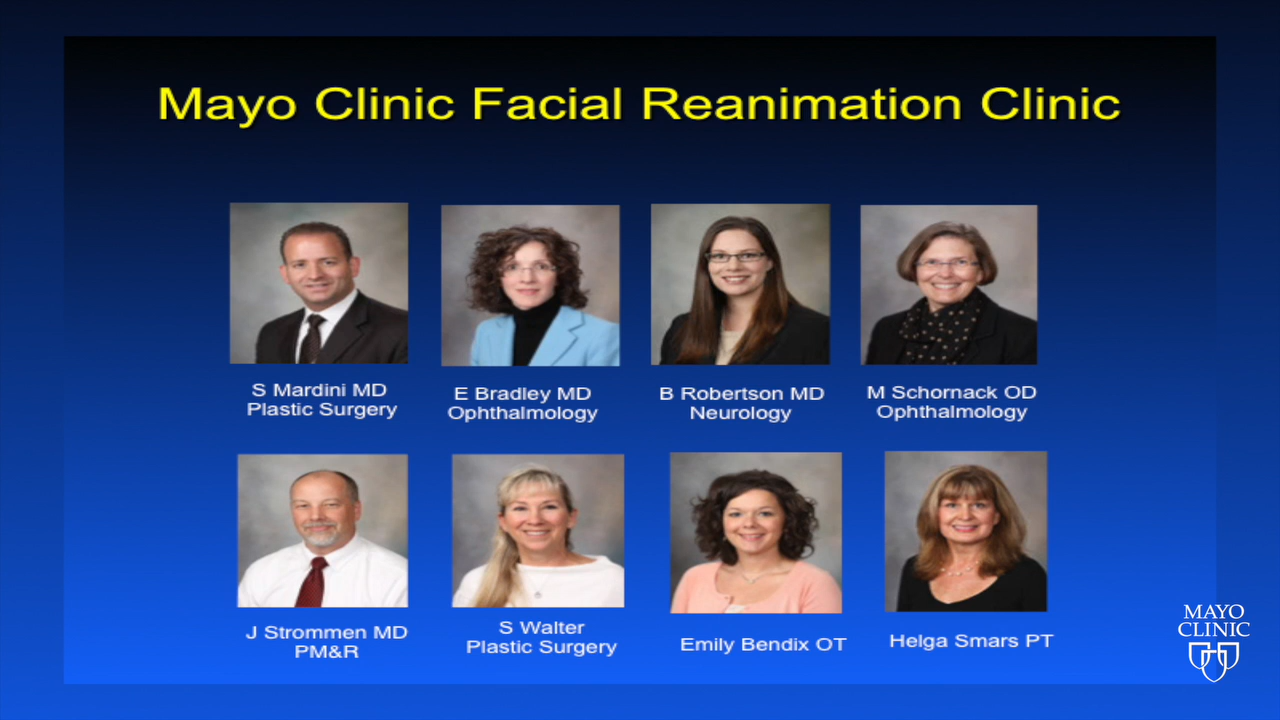 Mayo Clinic Facial Reanimation Clinic
S Mardini MD
Plastic Surgery
E Bradley MD
Ophthalmology
B Robertson MD
Neurology
M Schornack OD
Ophthalmology
J Strommen MD
PM&R
S Walter
Plastic Surgery
Emily Bendix OT
Helga Smars PT
MAYO
CLINIC